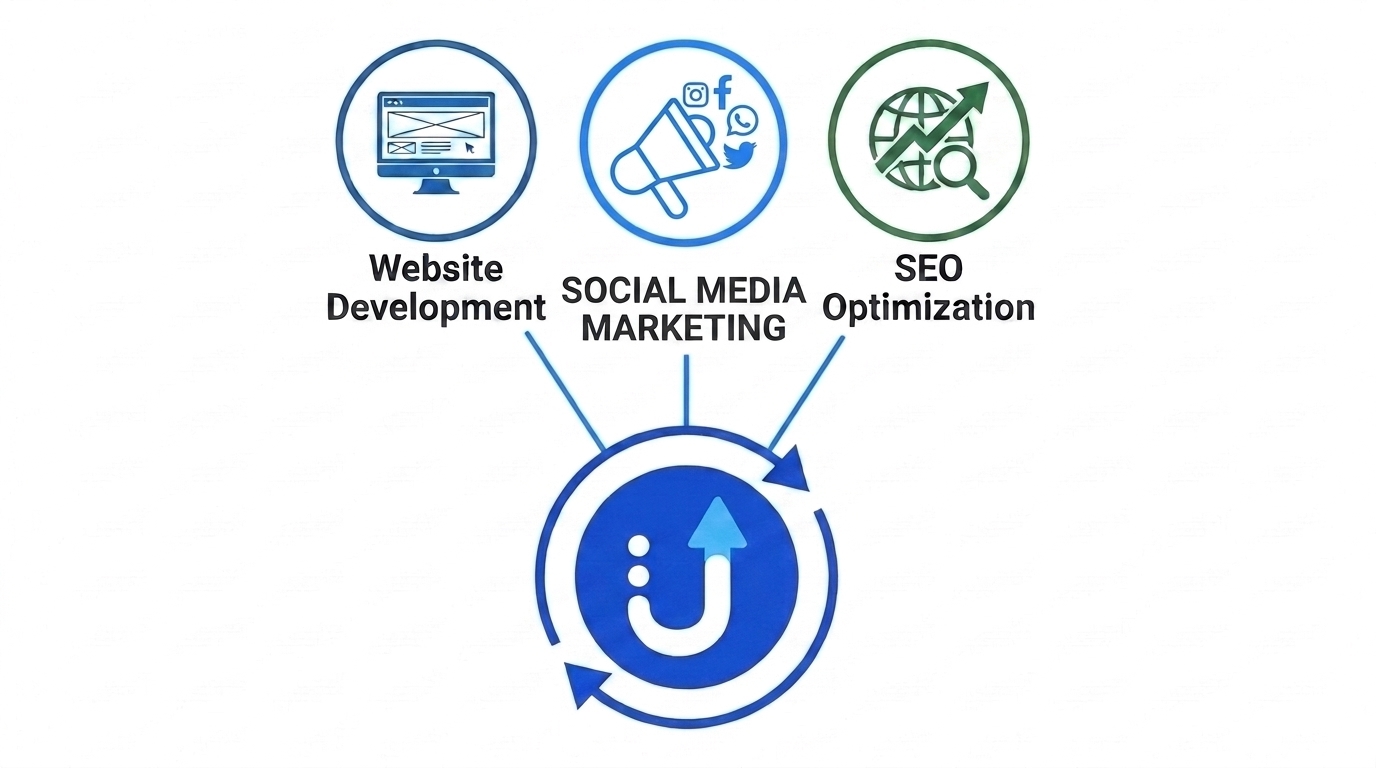 Website
Development
SOCIAL MEDIA
MARKETING
SEO
Optimization